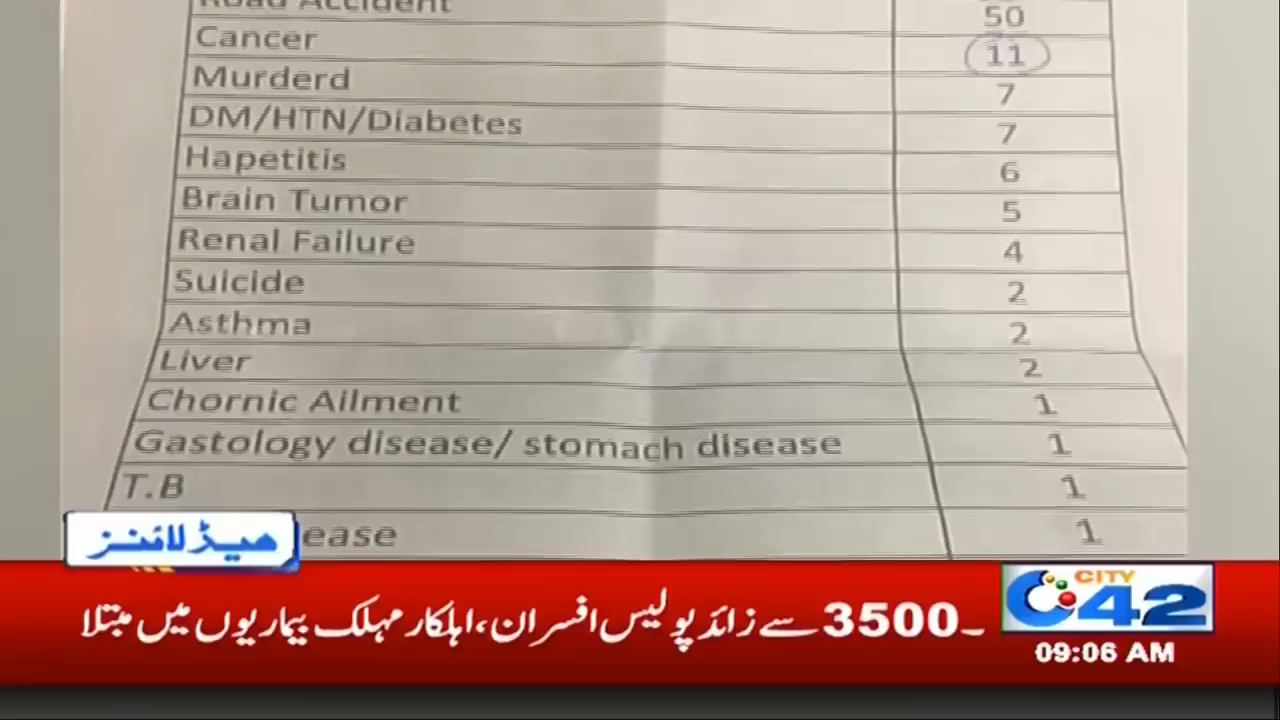 Road Accident 50
Cancer 11
Murderd 7
DM/HTN/Diabetes 7
Hapetitis 6
Brain Tumor 5
Renal Failure 4
Suicide 2
Asthma 2
Liver 2
Chornic Ailment 1
Gastology disease/ stomach disease 1
T.B 1
ease 1
ہیڈلائنز
CITY
42
۔3500 سے زائد پولیس افسران، اہلکار مہلک بیماریوں میں مبتلا
09:06 AM